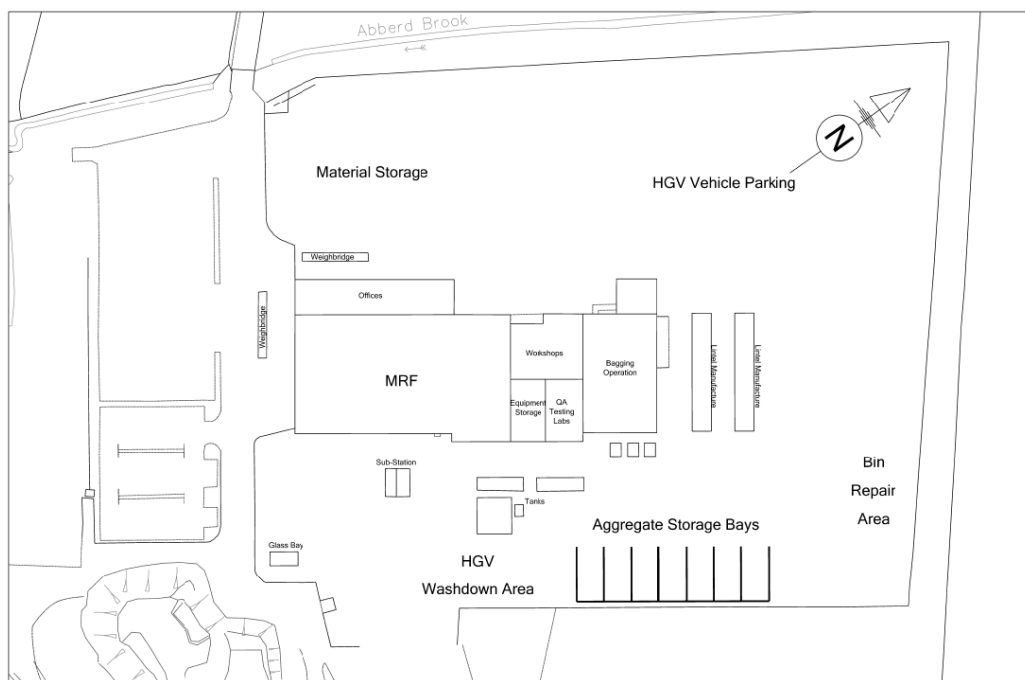 Abberd Brook
Material Storage
N
HGV Vehicle Parking
Weighbridge
Offices
Weighbridge
MRF
Workshops
Bagging
Operation
Lintel Manufacture
Lintel Manufacture
Equipment
Storage
QA
Testing
Labs
Sub-Station
Tanks
Bin
Repair
Area
Aggregate Storage Bays
Glass Bay
HGV
Washdown Area